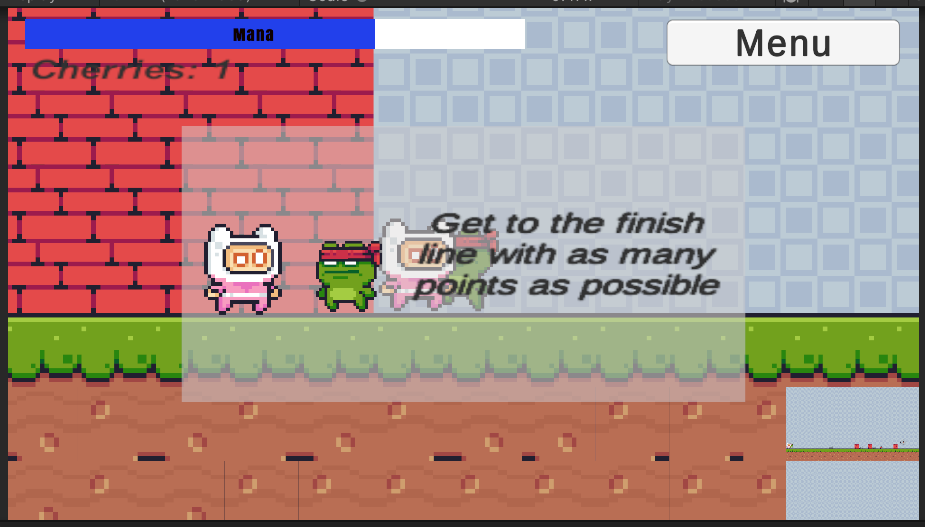 Mana
Menu
Cherries: 1
Get to the finish
line with as many
points as possible